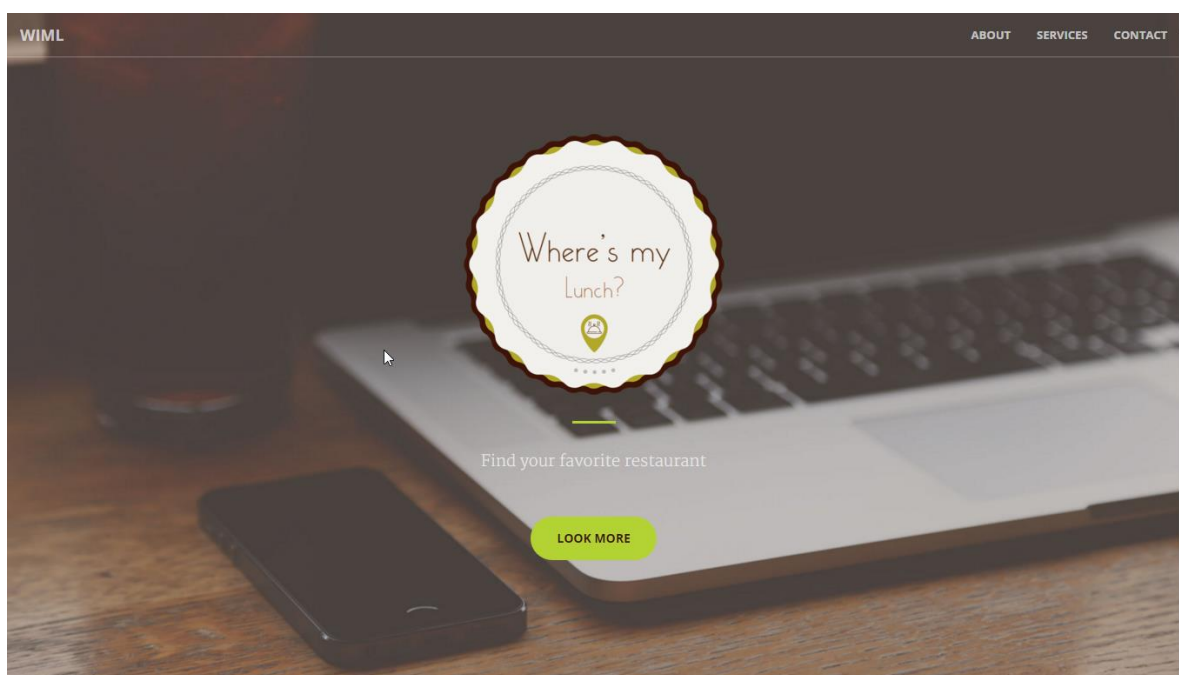 WIML
ABOUT SERVICES CONTACT
Where's my
Lunch?
Find your favorite restaurant
LOOK MORE